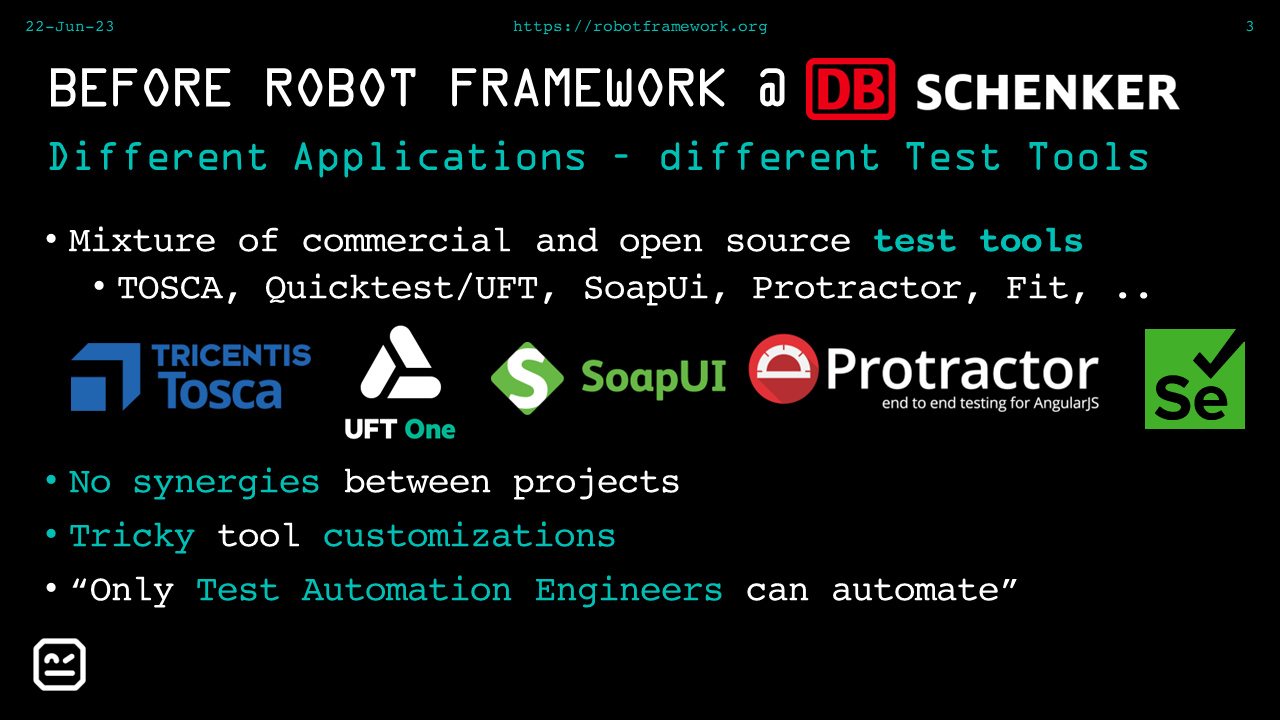 22-Jun-23 https://robotframework.org 3
BEFORE ROBOT FRAMEWORK @ DB SCHENKER
Different Applications - different Test Tools
• Mixture of commercial and open source test tools
• TOSCA, Quicktest/UFT, SoapUi, Protractor, Fit, ..
TRICENTIS
Tosca
UFT One
S SoapUI
Protractor
end to end testing for AngularJS
Se
• No synergies between projects
• Tricky tool customizations
• “Only Test Automation Engineers can automate”